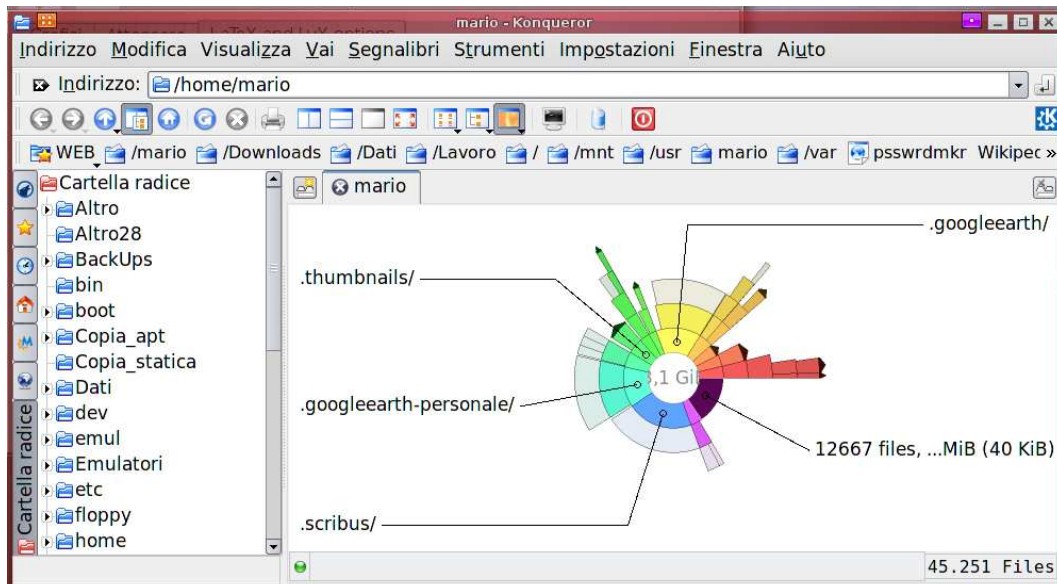 mario - Konqueror
Indirizzo Modifica Visualizza Vai Segnalibri Strumenti Impostazioni Finestra Aiuto
Indirizzo: /home/mario
WEB /mario /Downloads /Dati /Lavoro / /mnt /usr mario /var psswrdmkr Wikipec »
Cartella radice
mario
Cartella radice
Altro
Altro28
BackUps
bin
boot
Copia_apt
Copia_statica
Dati
dev
emul
Emulatori
etc
floppy
home
.googleearth/
.thumbnails/
3,1 Gi
.googleearth-personale/
12667 files, ...MiB (40 KiB)
.scribus/
45.251 Files